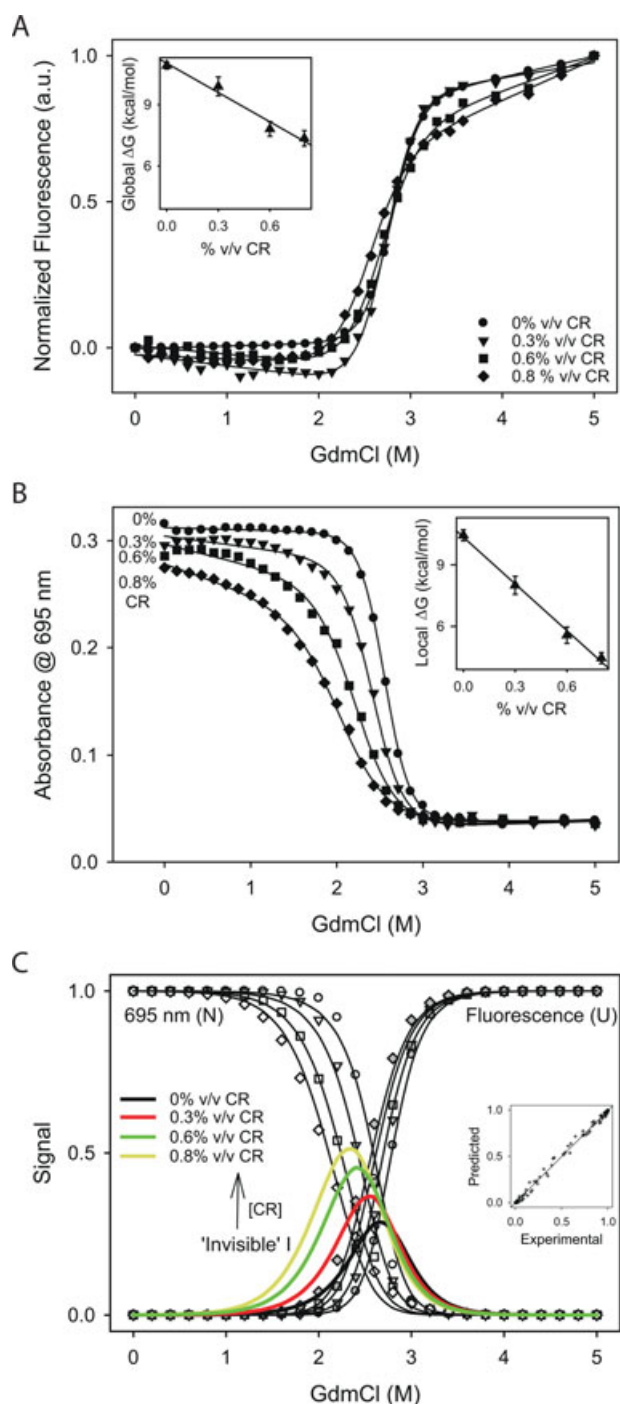 A
Normalized Fluorescence (a.u.)
1.0
0.5
0.0
Global ΔG (kcal/mol)
9
6
0.0 0.3 0.6
% v/v CR
0% v/v CR
0.3% v/v CR
0.6% v/v CR
0.8 % v/v CR
0 1 2 3 4 5
GdmCl (M)
B
Absorbance @ 695 nm
0.3
0.2
0.1
0.0
0%
0.3%
0.6%
0.8%
CR
Local ΔG (kcal/mol)
9
6
0.0 0.3 0.6
% v/v CR
0 1 2 3 4 5
GdmCl (M)
C
Signal
1.0
0.5
0.0
695 nm (N)
Fluorescence (U)
0% v/v CR
0.3% v/v CR
0.6% v/v CR
0.8% v/v CR
[CR]
'Invisible' I
Predicted
1.0
0.5
0.0
0.0 0.5 1.0
Experimental
0 1 2 3 4 5
GdmCl (M)